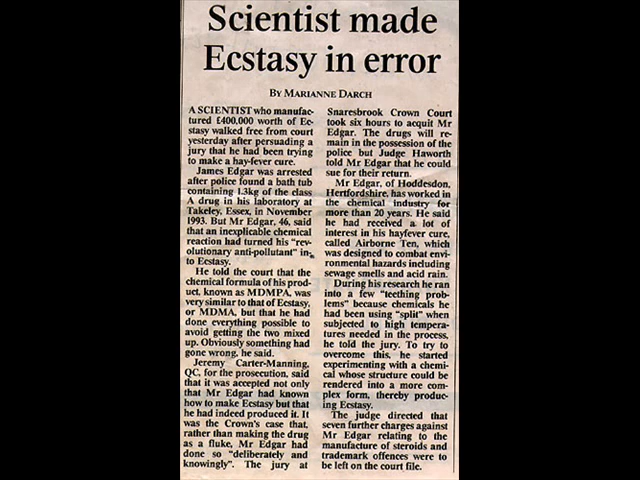 Scientist made
Ecstasy in error
BY MARIANNE DARCH
A SCIENTIST who manufac-
tured £400,000 worth of Ec-
stasy walked free from court
yesterday after persuading a
jury that he had been trying
to make a hay-fever cure.
James Edgar was arrested
after police found a bath tub
containing 1.3kg of the class
A drug in his laboratory at
Takeley, Essex, in November
1993. But Mr Edgar, 46, said
that an inexplicable chemical
reaction had turned his "rev-
olutionary anti-pollutant" in-
to Ecstasy.
He told the court that the
chemical formula of his prod-
uct, known as MDMPA, was
very similar to that of Ecstasy,
or MDMA, but that he had
done everything possible to
avoid getting the two mixed
up. Obviously something had
gone wrong, he said.
Jeremy Carter-Manning,
QC, for the prosecution, said
that it was accepted not only
that Mr Edgar had known
how to make Ecstasy but that
he had indeed produced it. It
was the Crown's case that,
rather than making the drug
as a fluke, Mr Edgar had
done so "deliberately and
knowingly". The jury at
Snaresbrook Crown Court
took six hours to acquit Mr
Edgar. The drugs will re-
main in the possession of the
police but Judge Haworth
told Mr Edgar that he could
sue for their return.
Mr Edgar, of Hoddesdon,
Hertfordshire, has worked in
the chemical industry for
more than 20 years. He said
he had received a lot of
interest in his hayfever cure,
called Airborne Ten, which
was designed to combat envi-
ronmental hazards including
sewage smells and acid rain.
During his research he ran
into a few "teething prob-
lems" because chemicals he
had been using "split" when
subjected to high tempera-
tures needed in the process,
he told the jury. To try to
overcome this, he started
experimenting with a chemi-
cal whose structure could be
rendered into a more com-
plex form, thereby produc-
ing Ecstasy.
The judge directed that
seven further charges against
Mr Edgar relating to the
manufacture of steroids and
trademark offences were to
be left on the court file.